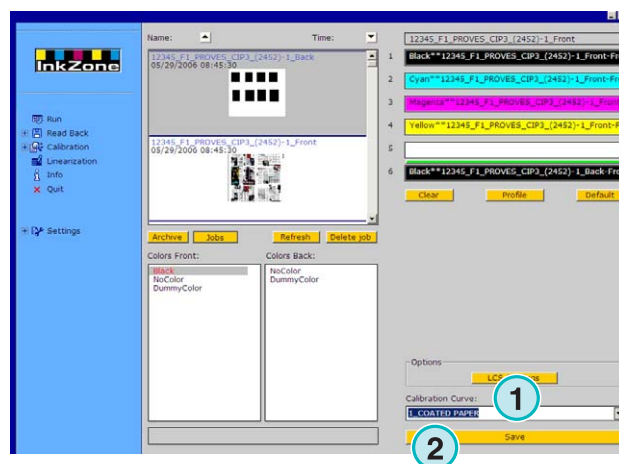 InkZone
Run
Read Back
Calibration
Linearization
Info
Quit
Settings
Name: Time:
12345_F1_PROVES_CIP3_(2452)-1_Back
05/29/2006 08:45:30
12345_F1_PROVES_CIP3_(2452)-1_Front
05/29/2006 08:45:30
Archive Jobs Refresh Delete job
Colors Front: Colors Back:
Black
NoColor
DummyColor
NoColor
DummyColor
12345_F1_PROVES_CIP3_(2452)-1_Front
1 Black**12345_F1_PROVES_CIP3_(2452)-1_Front-Fr
2 Cyan**12345_F1_PROVES_CIP3_(2452)-1_Front-Fr
3 Magenta**12345_F1_PROVES_CIP3_(2452)-1_Front
4 Yellow**12345_F1_PROVES_CIP3_(2452)-1_Front-F
5
6 Black**12345_F1_PROVES_CIP3_(2452)-1_Back-Fro
Clear Profile Default
Options
LCS
1
Calibration Curve:
1_COATED PAPER
2
Save